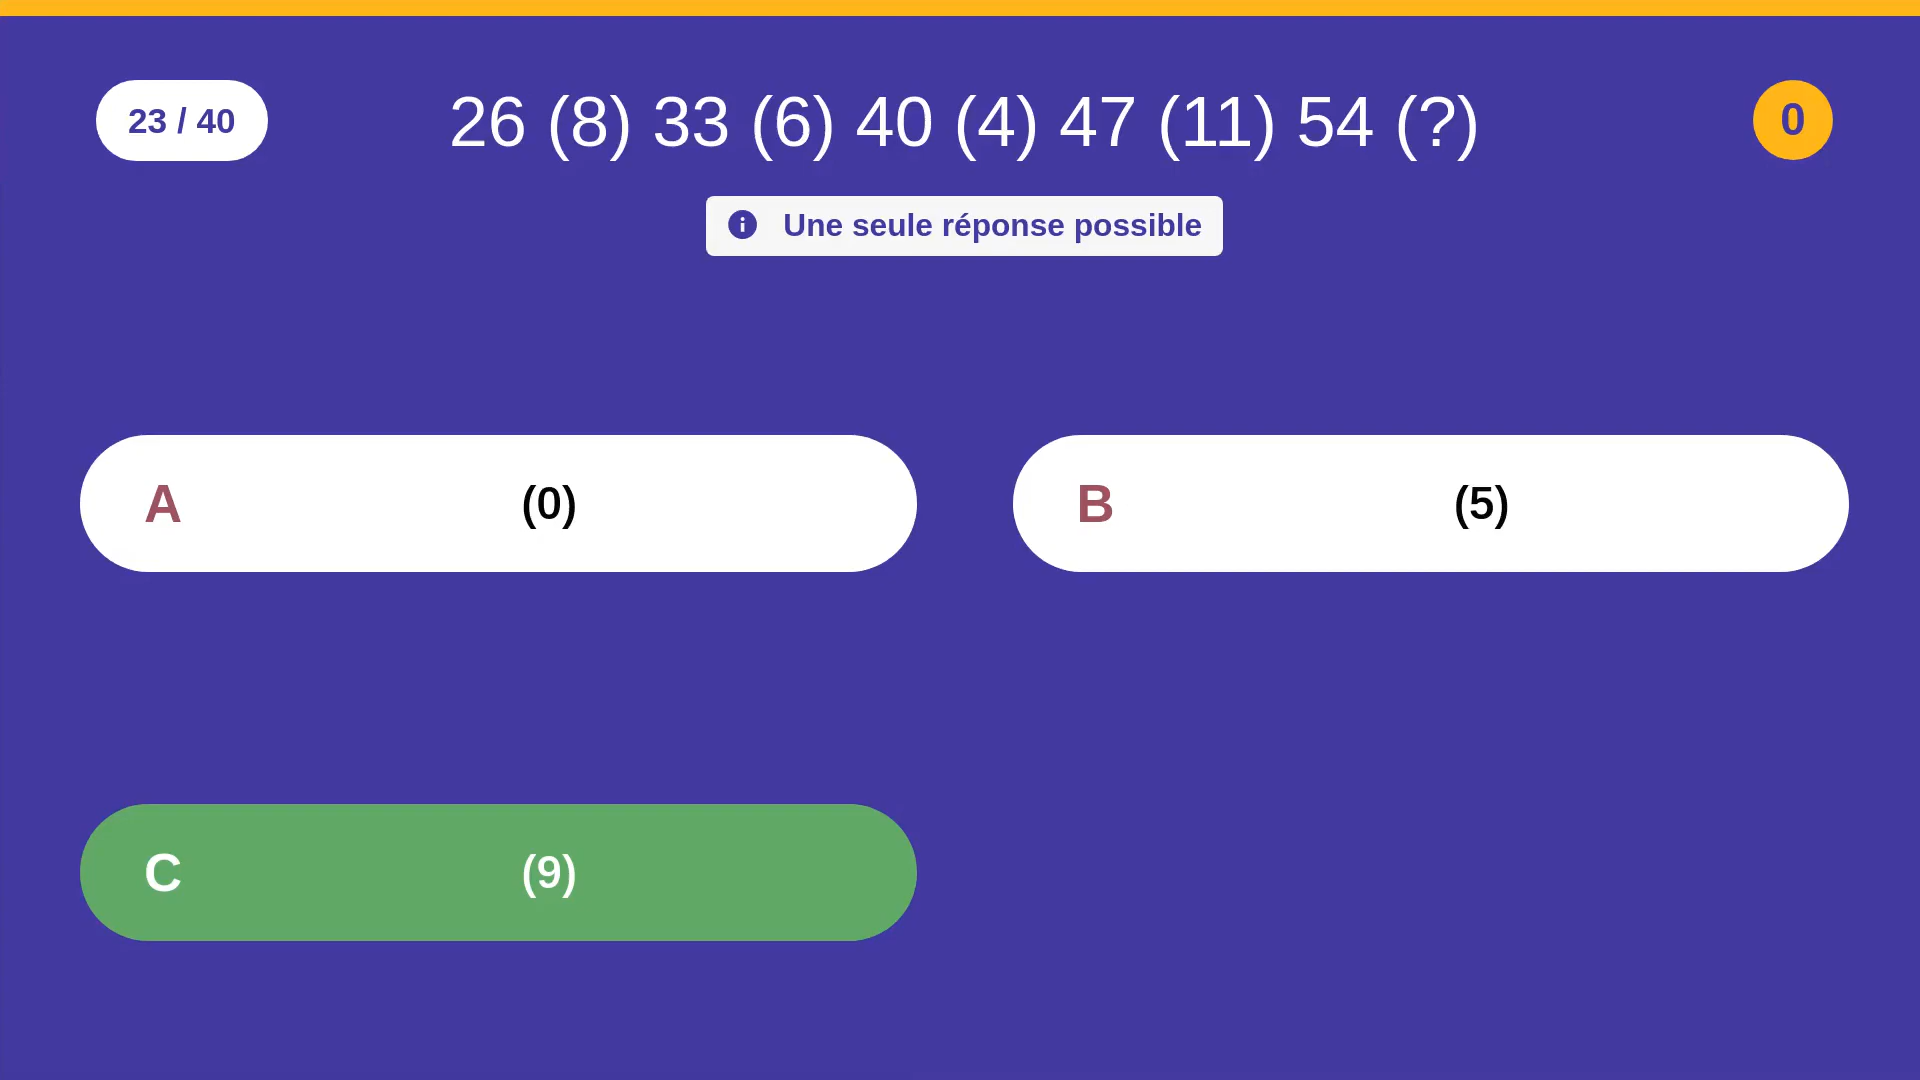 23 / 40
26 (8) 33 (6) 40 (4) 47 (11) 54 (?)
0
Une seule réponse possible
A (0)
B (5)
C (9)